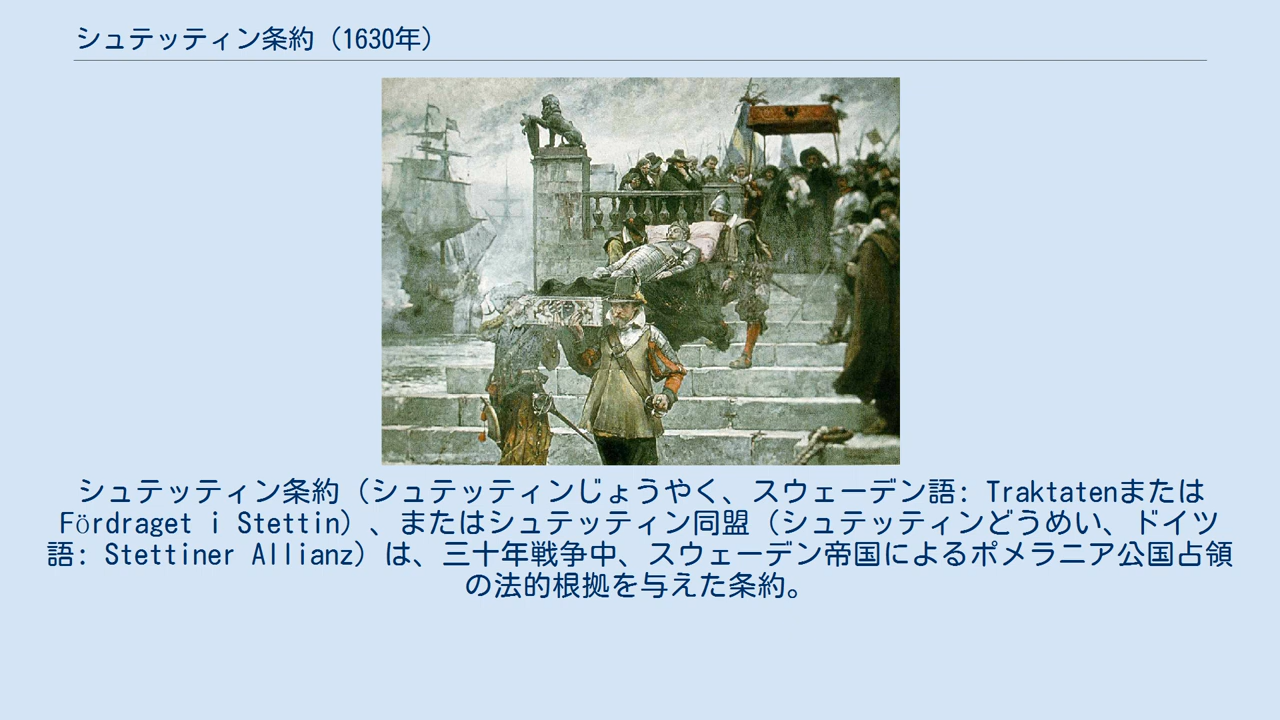 シュテッティン条約（1630年）
シュテッティン条約（シュテッティンじょうやく、スウェーデン語: Traktatenまたは
Fördraget i Stettin）、またはシュテッティン同盟（シュテッティンどうめい、ドイツ
語: Stettiner Allianz）は、三十年戦争中、スウェーデン帝国によるポメラニア公国占領
の法的根拠を与えた条約。